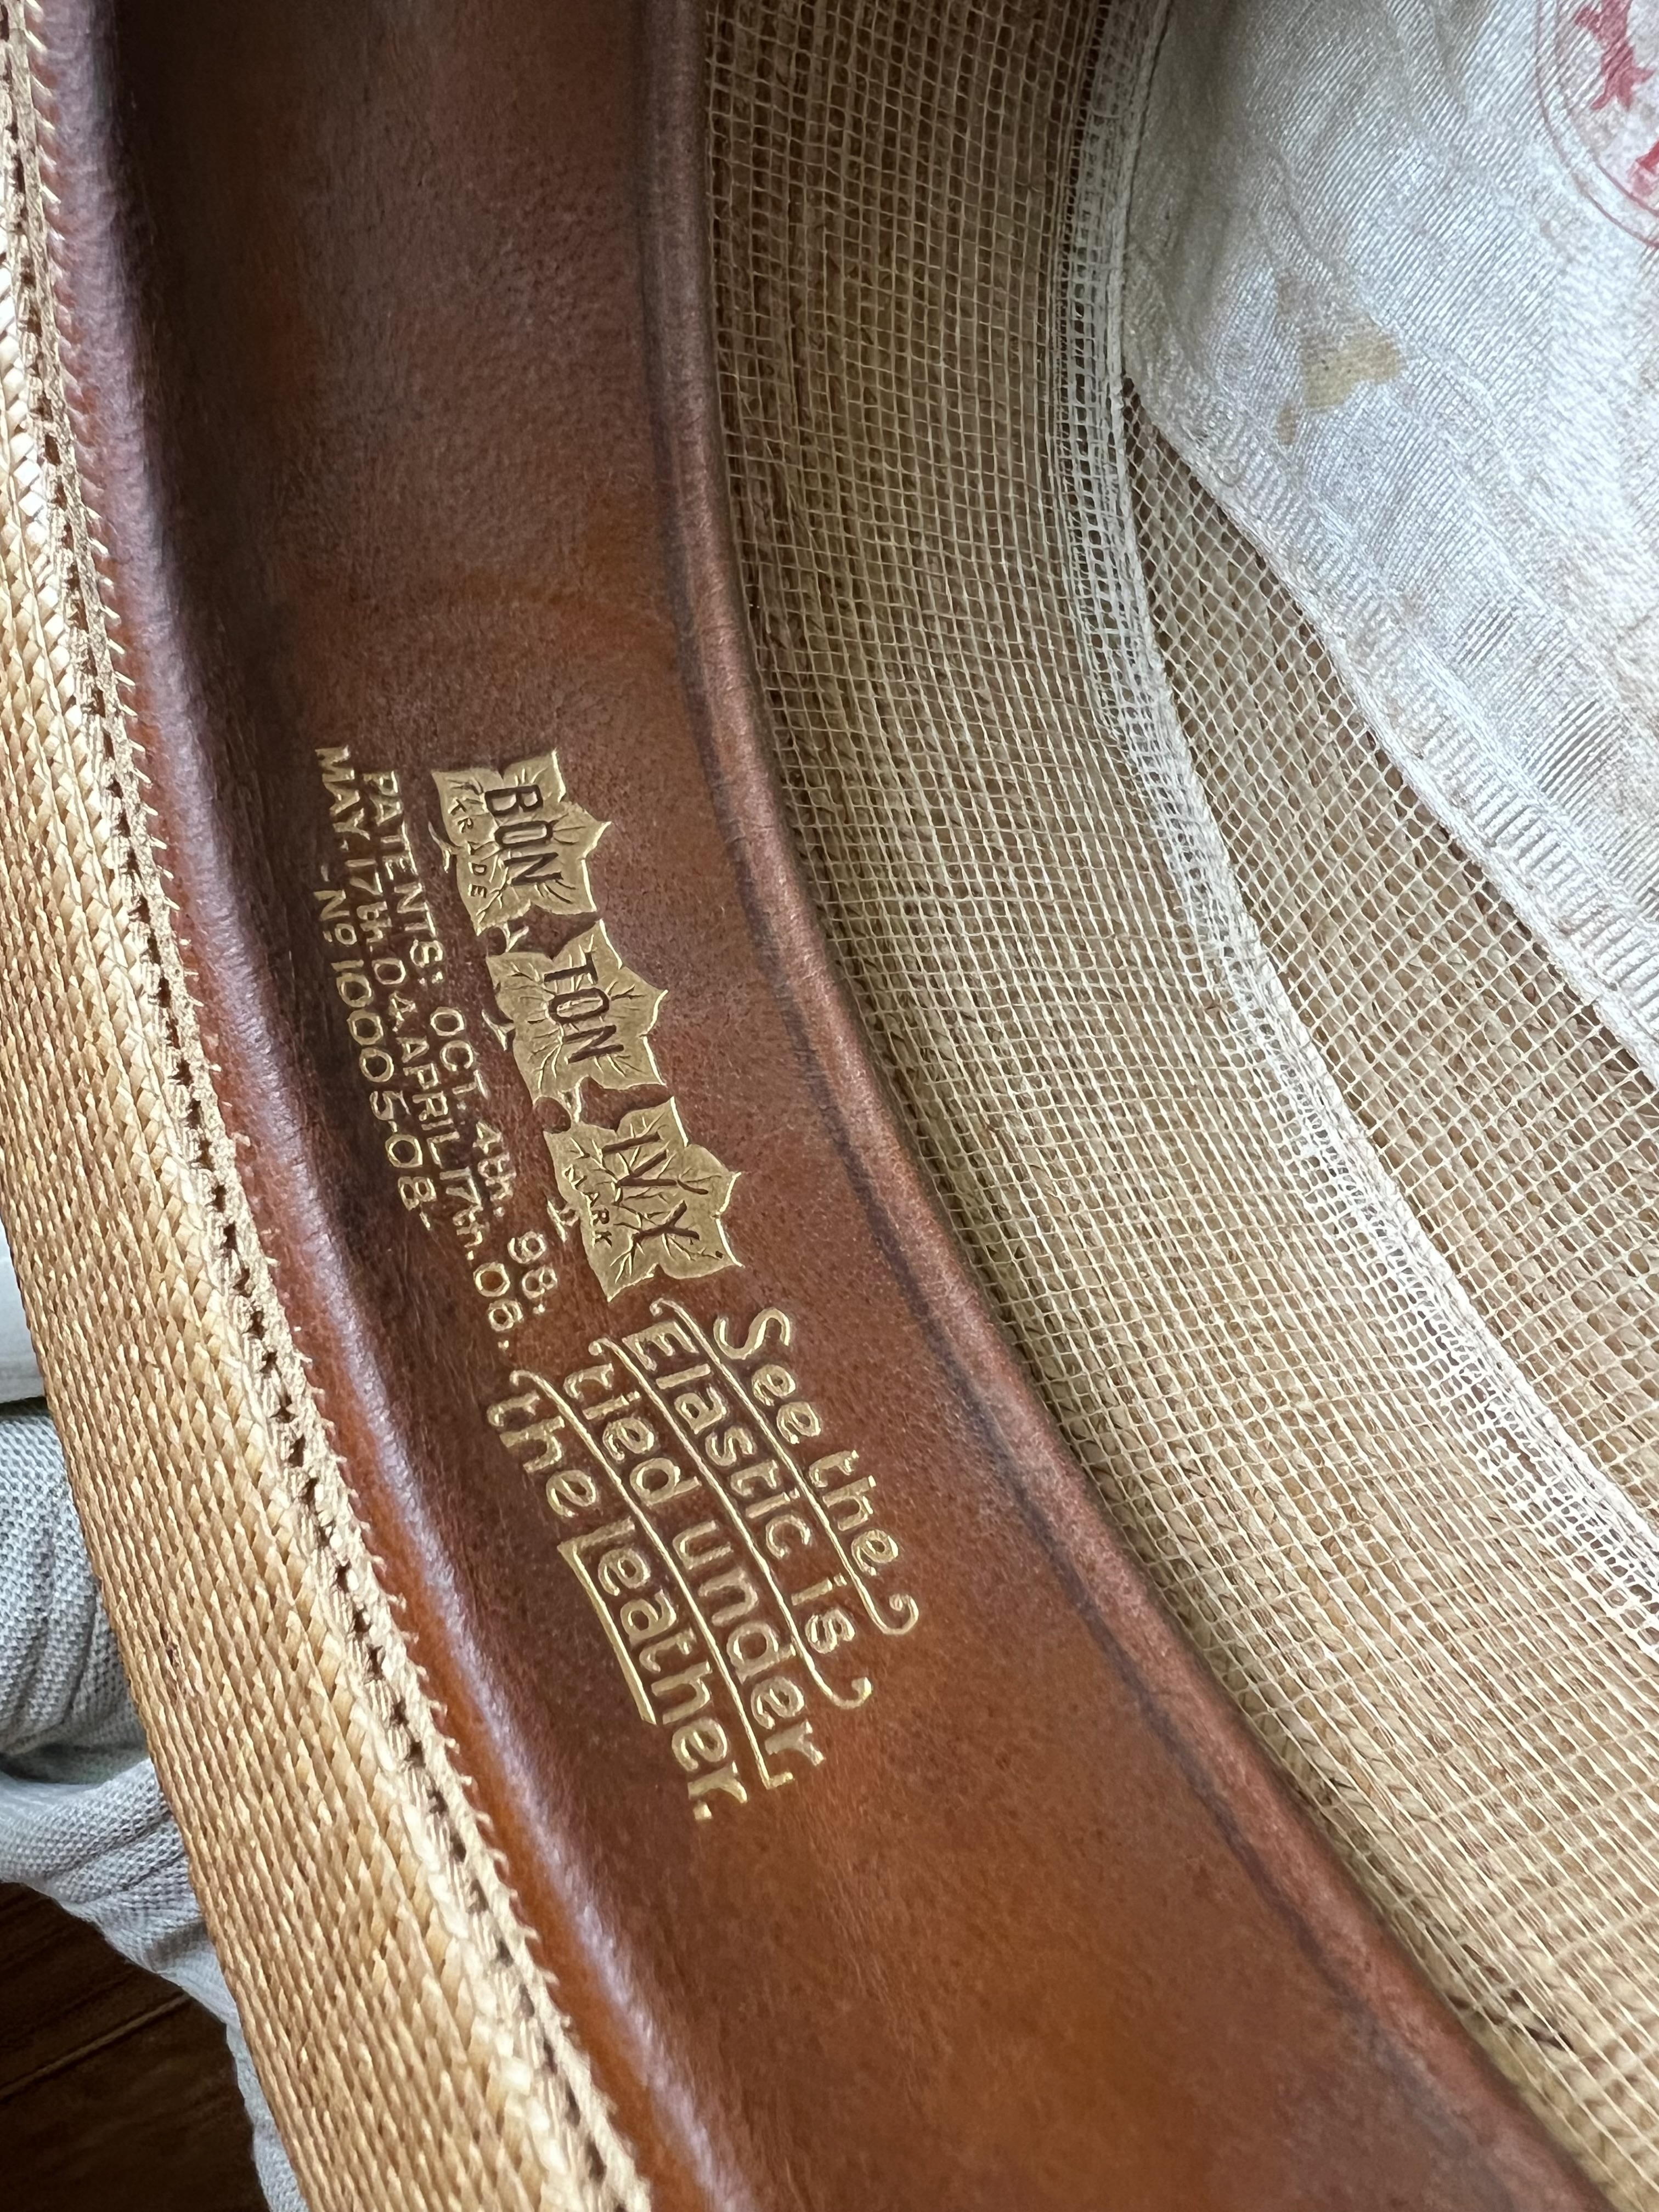 BON TON IVY
TRADE MARK
PATENTS: OCT. 4th. 98.
MAY. 17th 04 APRIL 17th. 06.
Nº 10005-08-
See the
Elastic is
tied under
the leather.